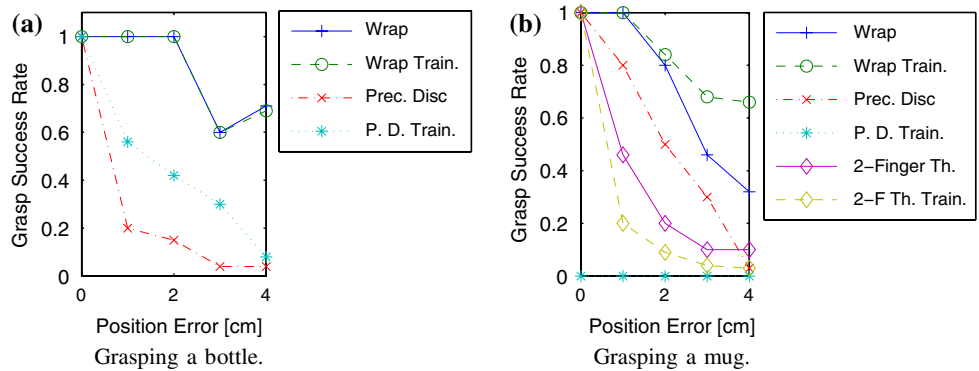 (a)
Grasp Success Rate
1
0.8
0.6
0.4
0.2
0
0
2
4
Position Error [cm]
Wrap
Wrap Train.
Prec. Disc
P. D. Train.
Grasping a bottle.
(b)
Grasp Success Rate
1
0.8
0.6
0.4
0.2
0
0
2
4
Position Error [cm]
Wrap
Wrap Train.
Prec. Disc
P. D. Train.
2−Finger Th.
2−F Th. Train.
Grasping a mug.